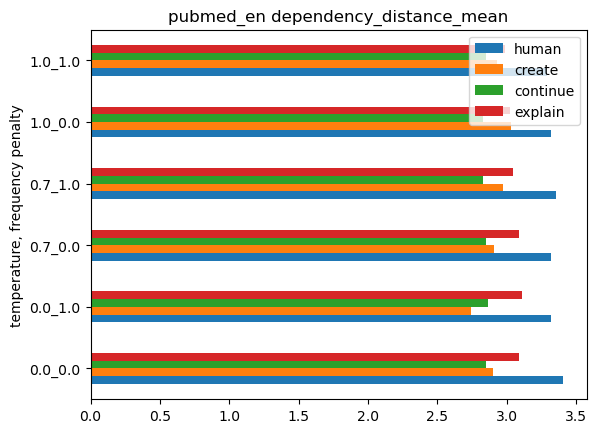 pubmed_en dependency_distance_mean
human
create
continue
explain
temperature, frequency penalty
1.0_1.0
1.0_0.0
0.7_1.0
0.7_0.0
0.0_1.0
0.0_0.0
0.0
0.5
1.0
1.5
2.0
2.5
3.0
3.5